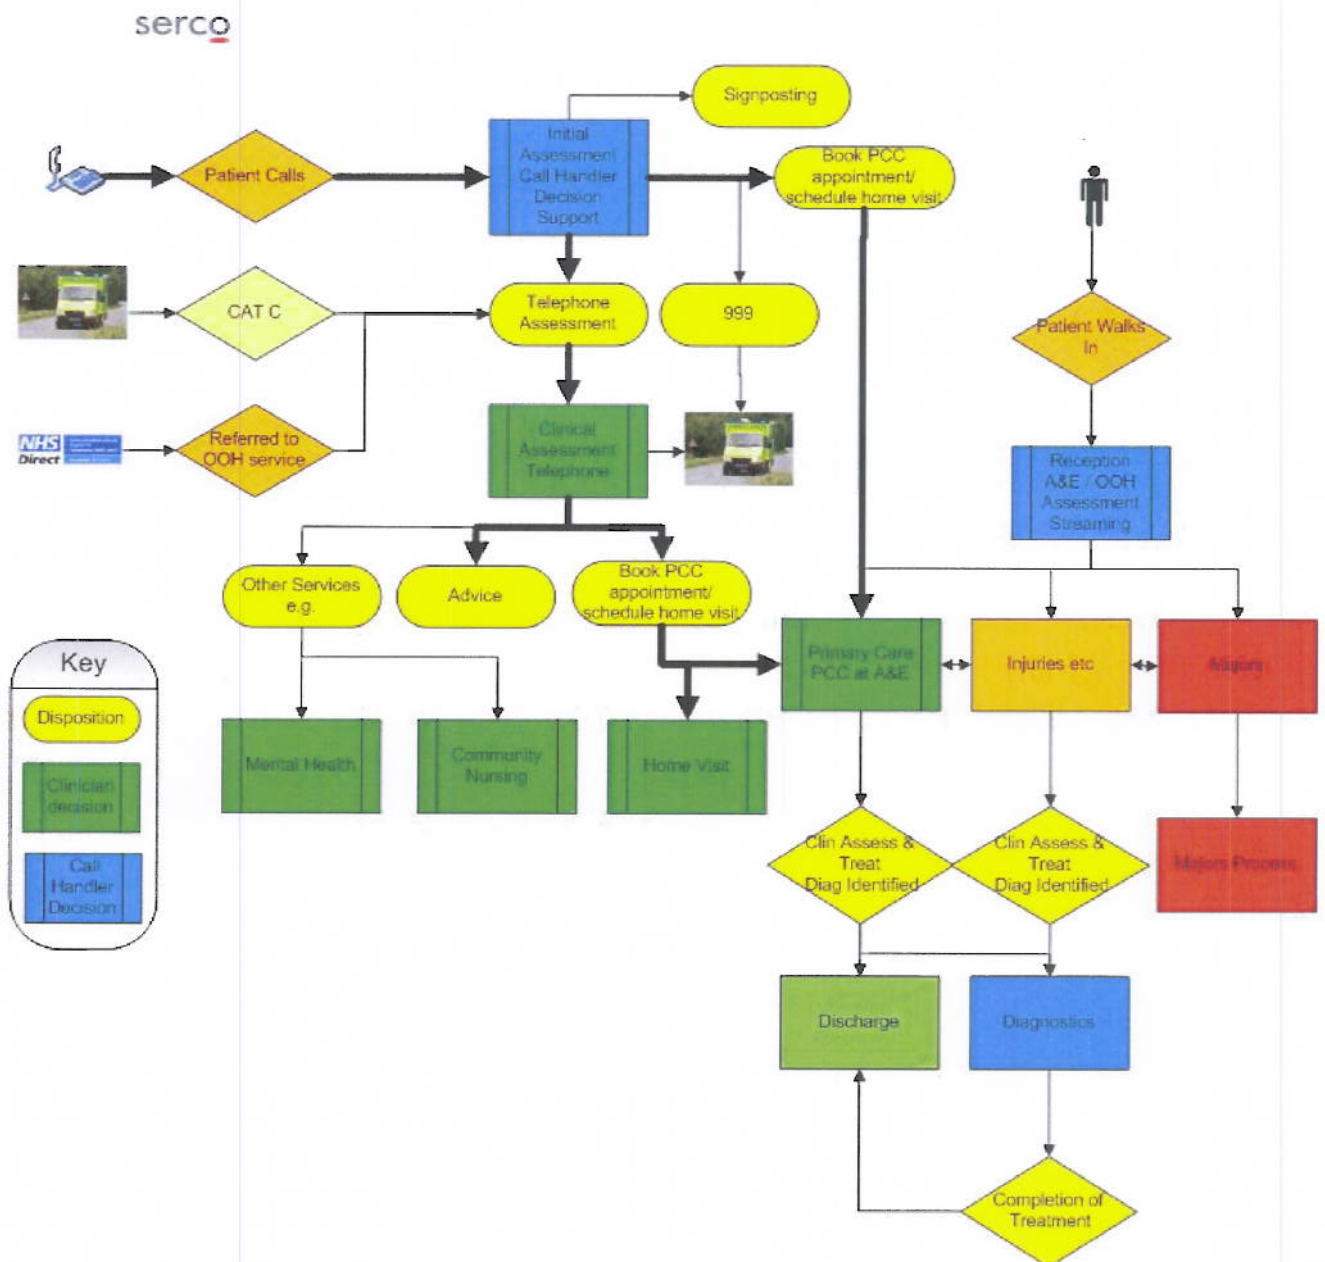 serco
Signposting
Patient Calls
Initial
Assessment
Call Handler
Decision
Support
Book PCC
appointment/
schedule home visit
CAT C
Telephone
Assessment
999
Patient Walks
In
NHS
Direct
Referred to
OOH service
Clinical
Assessment
Telephone
Reception
A&E / OOH
Assessment
Streaming
Other Services
e.g.
Advice
Book PCC
appointment/
schedule home visit
Primary Care
PCC at A&E
Injuries etc
Majors
Key
Disposition
Clinician
decision
Call
Handler
Decision
Mental Health
Community
Nursing
Home Visit
Clin Assess &
Treat
Diag Identified
Clin Assess &
Treat
Diag Identified
Majors Process
Discharge
Diagnostics
Completion of
Treatment